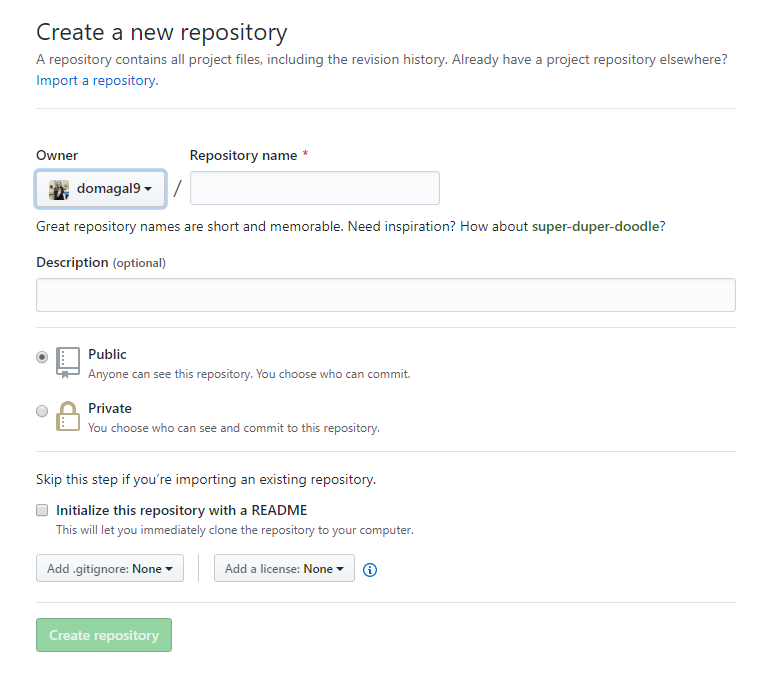 Create a new repository
A repository contains all project files, including the revision history. Already have a project repository elsewhere?
Import a repository.
Owner
Repository name *
domagal9
/
Great repository names are short and memorable. Need inspiration? How about super-duper-doodle?
Description (optional)
Public
Anyone can see this repository. You choose who can commit.
Private
You choose who can see and commit to this repository.
Skip this step if you’re importing an existing repository.
Initialize this repository with a README
This will let you immediately clone the repository to your computer.
Add .gitignore: None
Add a license: None
Create repository